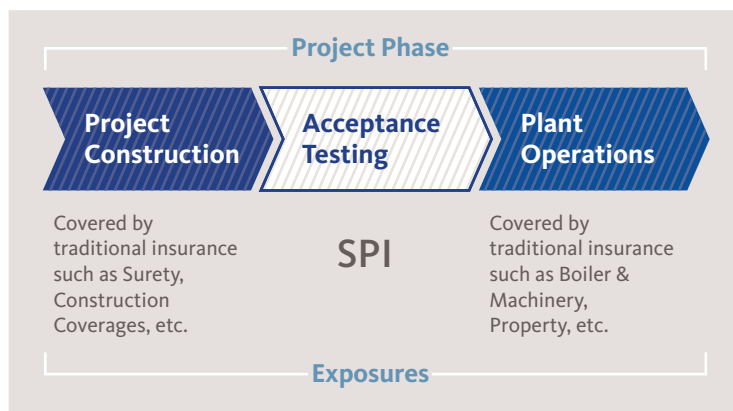 Project Phase
Project
Construction
Acceptance
Testing
Plant
Operations
Covered by
traditional insurance
such as Surety,
Construction
Coverages, etc.
SPI
Covered by
traditional insurance
such as Boiler &
Machinery,
Property, etc.
Exposures